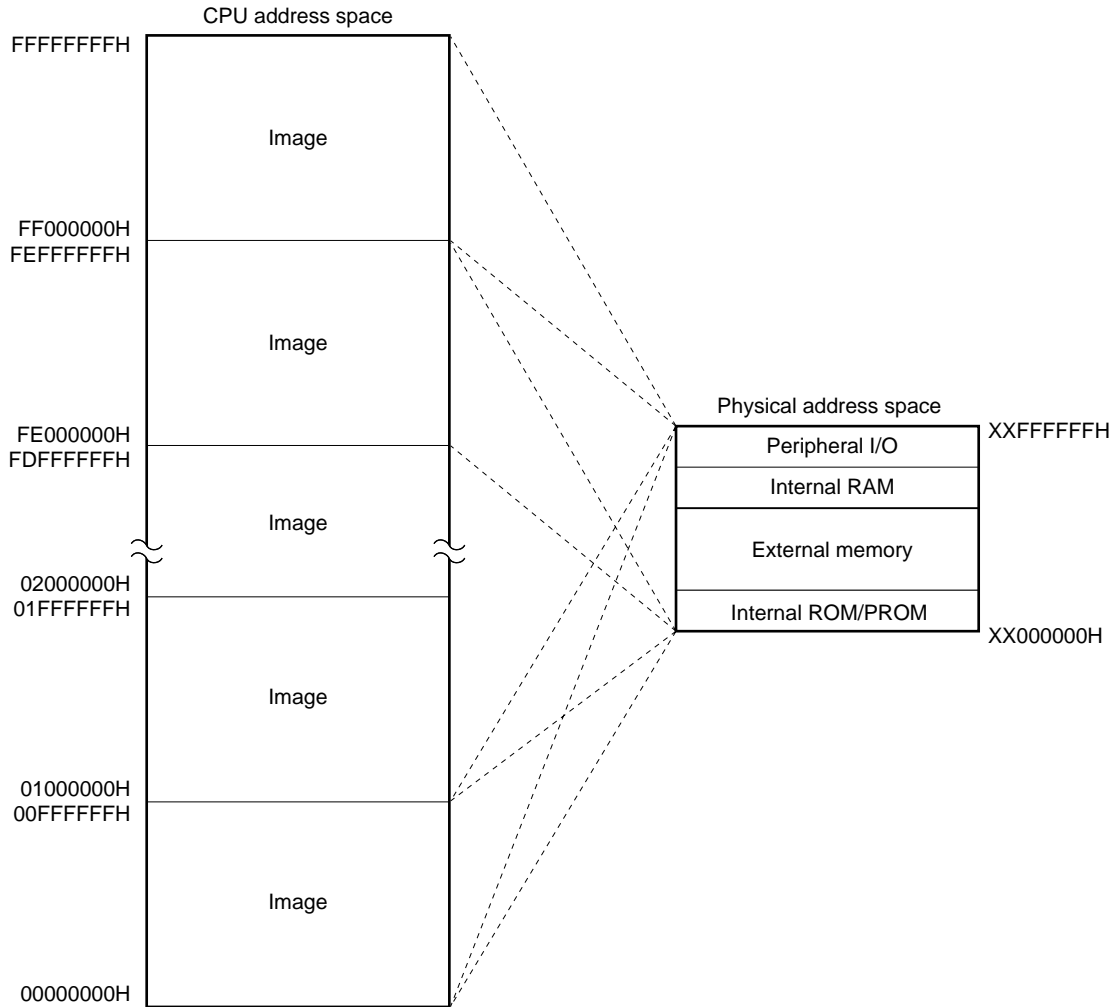 CPU address space
FFFFFFFFH
Image
FF000000H
FEFFFFFFH
Image
FE000000H
FDFFFFFFH
Image
02000000H
01FFFFFFH
Image
01000000H
00FFFFFFH
Image
00000000H
Physical address space
XXFFFFFFH
Peripheral I/O
Internal RAM
External memory
Internal ROM/PROM
XX000000H